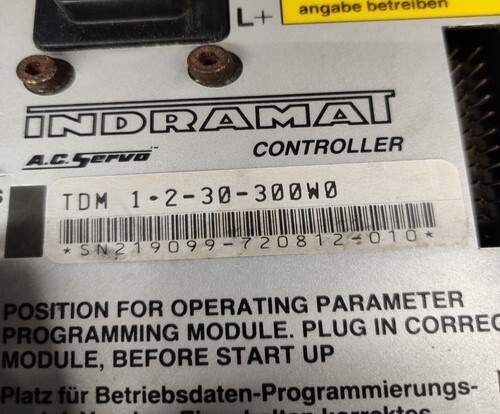 angabe betreiben
L+
INDRAMAT
A.C. Servo™
CONTROLLER
TDM 1·2-30-300W0
*SN219099-720812-010*
POSITION FOR OPERATING PARAMETER
PROGRAMMING MODULE. PLUG IN CORREC
MODULE, BEFORE START UP
Platz für Betriebsdaten-Programmierungs-